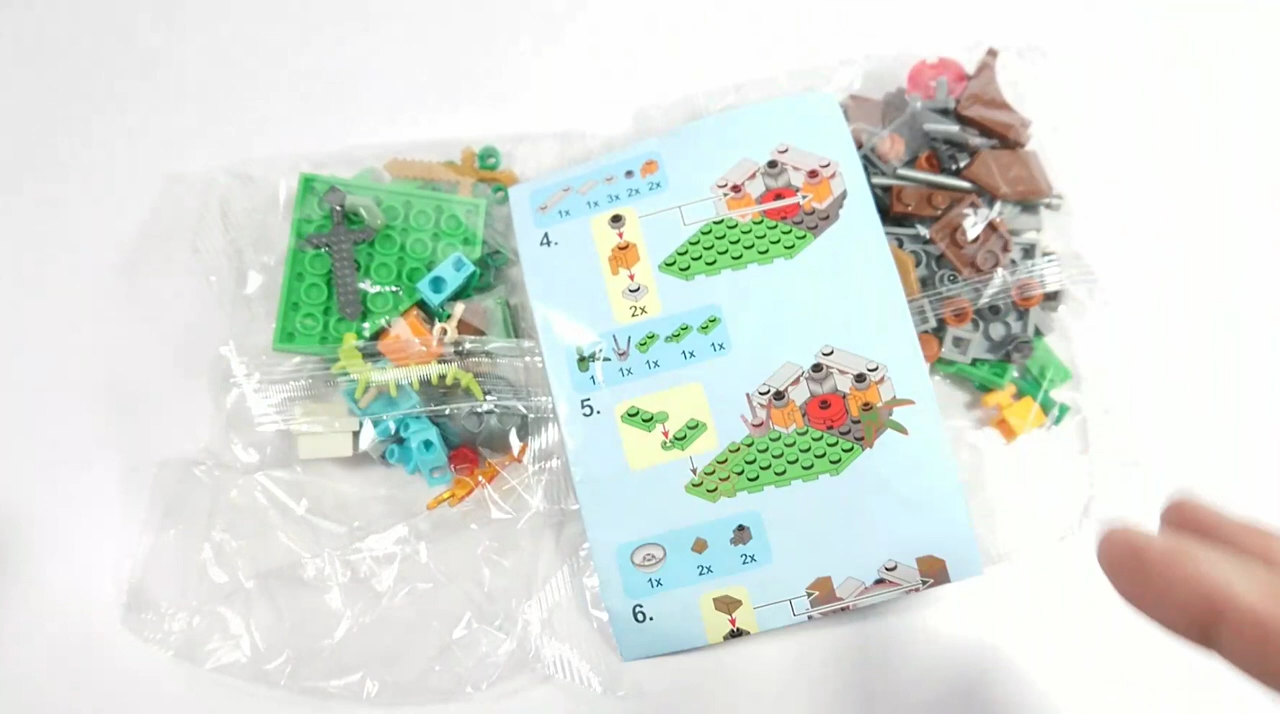 1x 1x 3x 2x 2x
4.
2x
1x 1x 1x 1x
5.
1x 2x 2x
6.